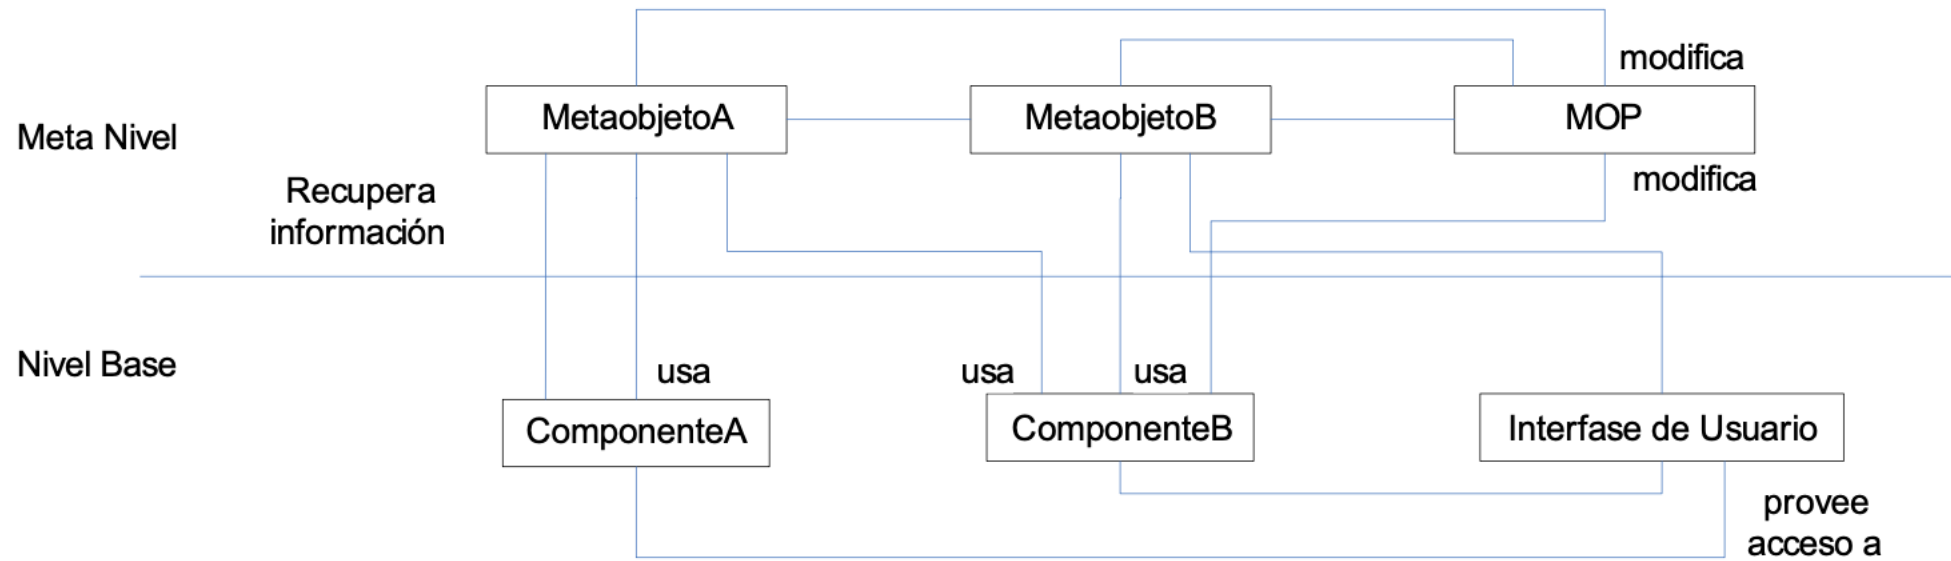 modifica
MetaobjetoA
MetaobjetoB
MOP
Meta Nivel
modifica
Recupera
información
Nivel Base
usa
usa
usa
ComponenteA
ComponenteB
Interfase de Usuario
provee
acceso a